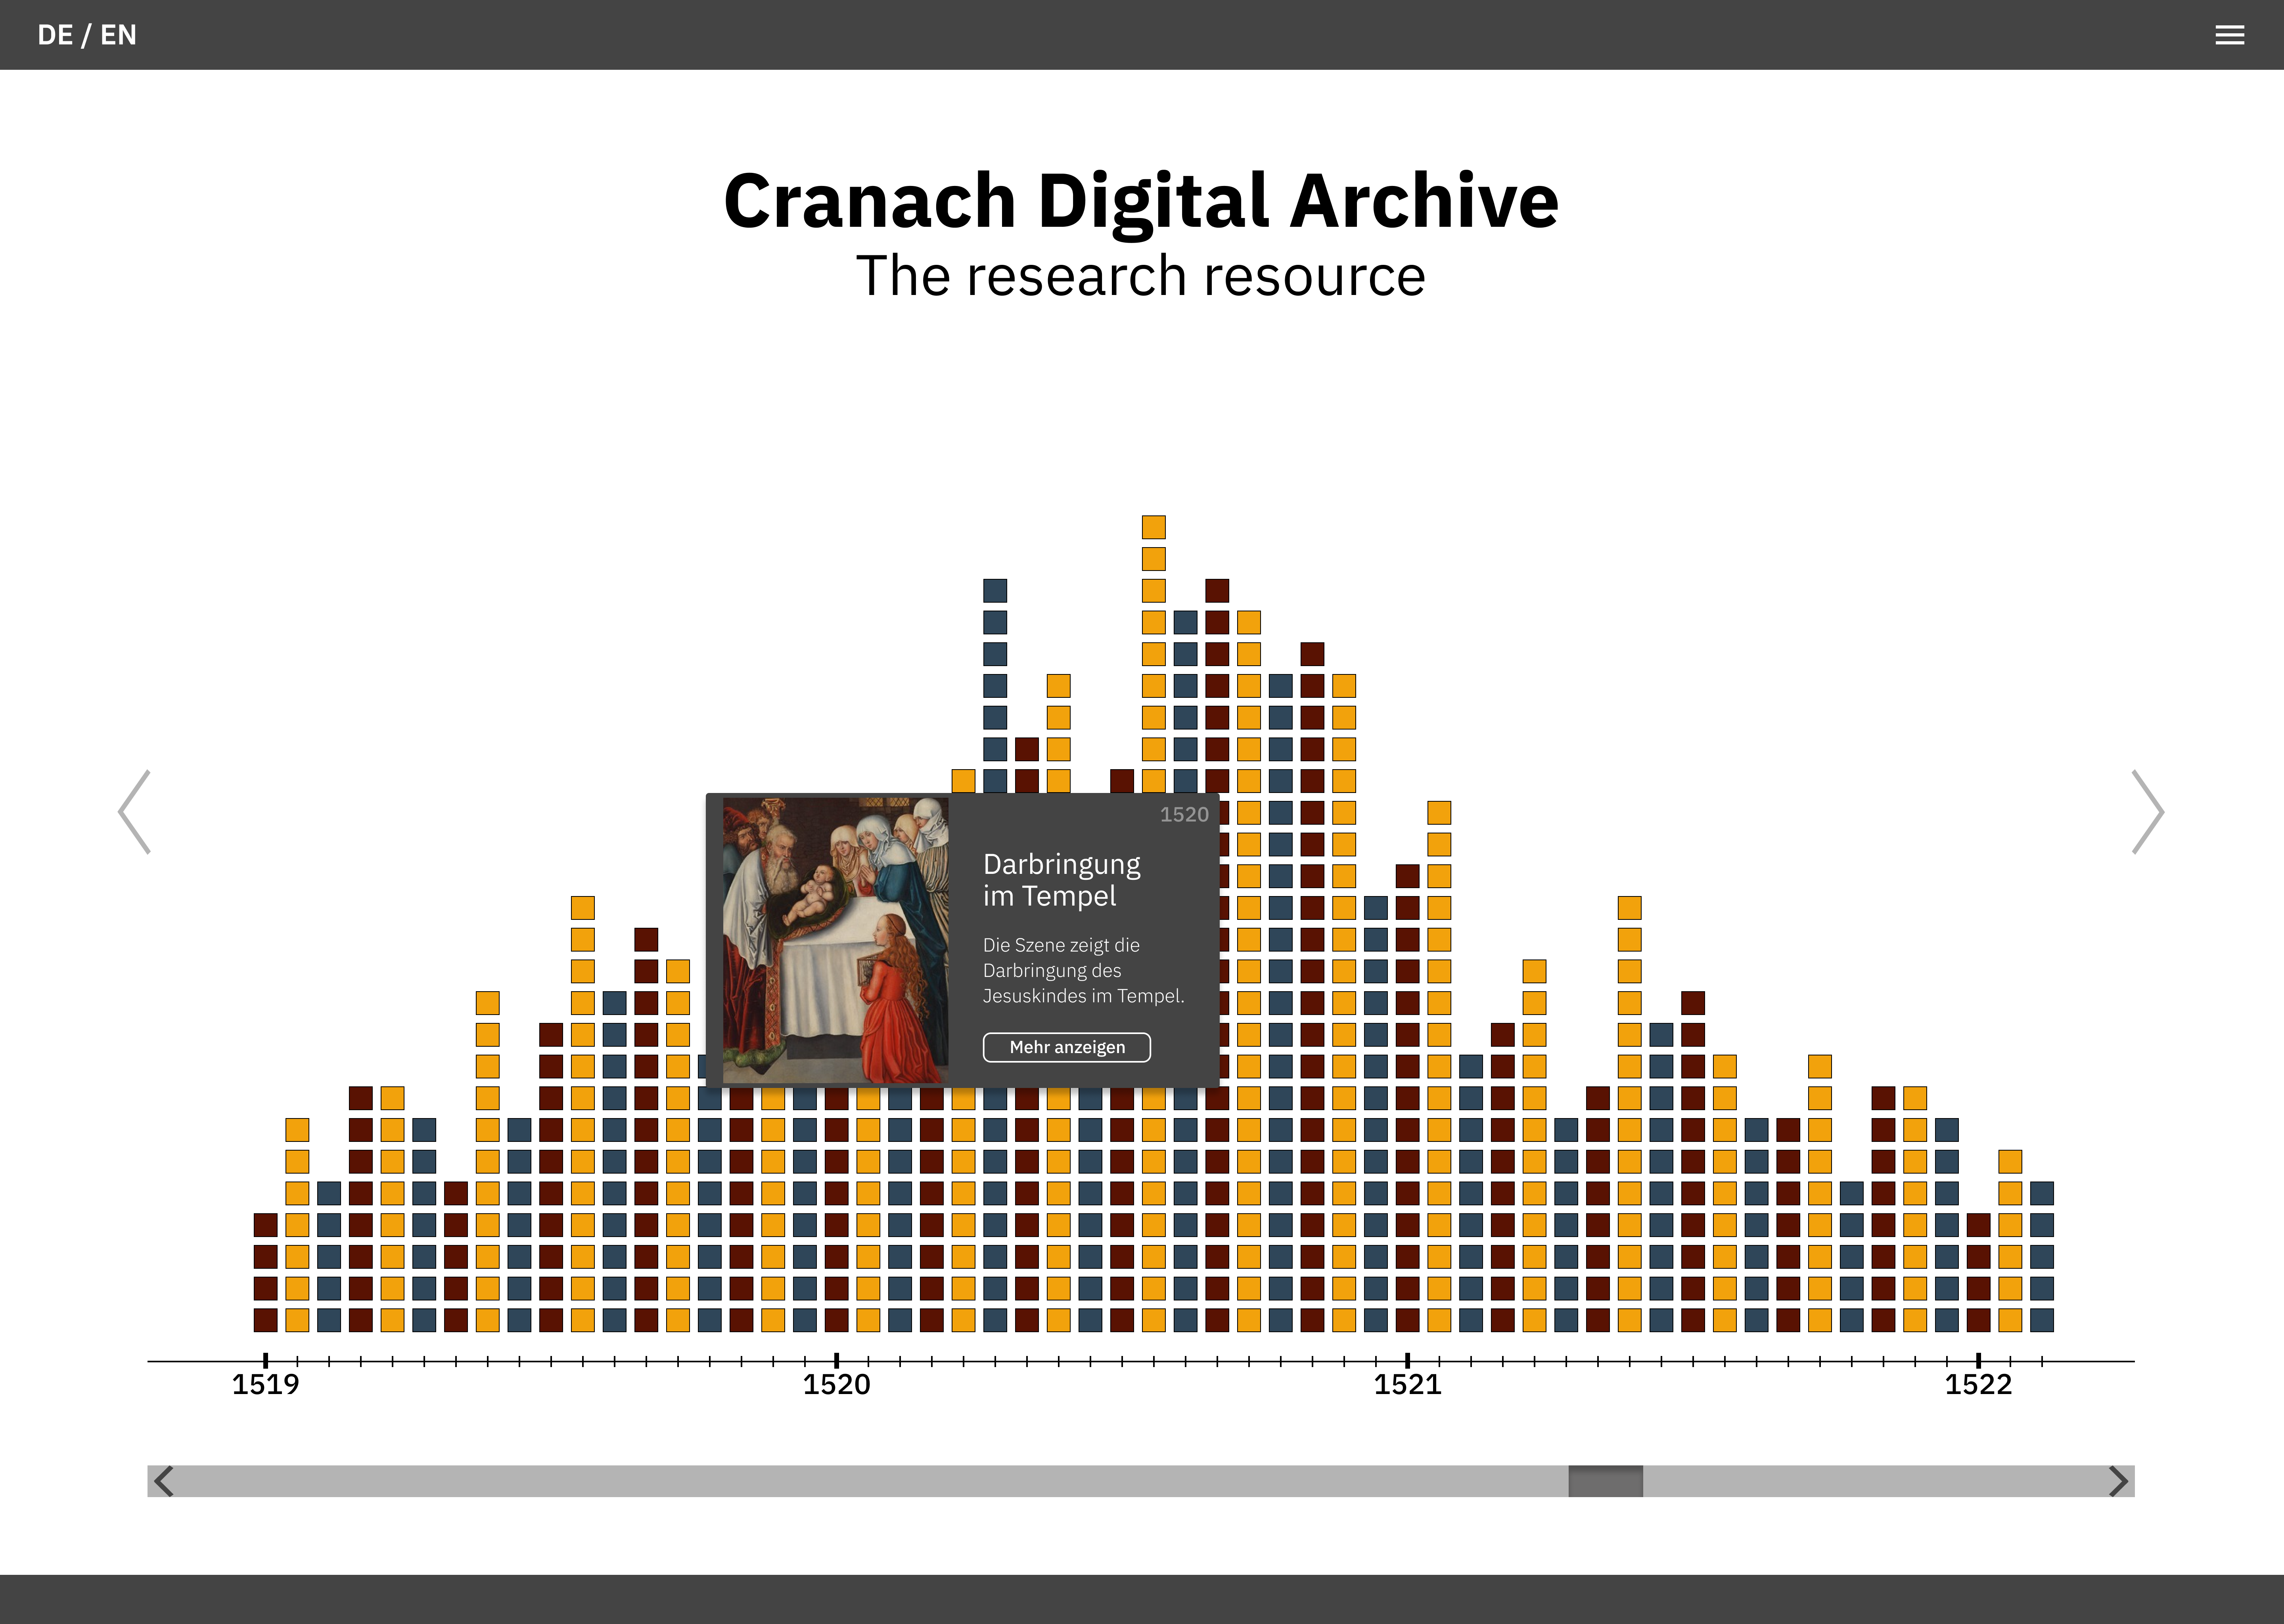 DE / EN
Cranach Digital Archive
The research resource
1520
Darbringung
im Tempel
Die Szene zeigt die
Darbringung des
Jesuskindes im Tempel.
Mehr anzeigen
1519
1520
1521
1522